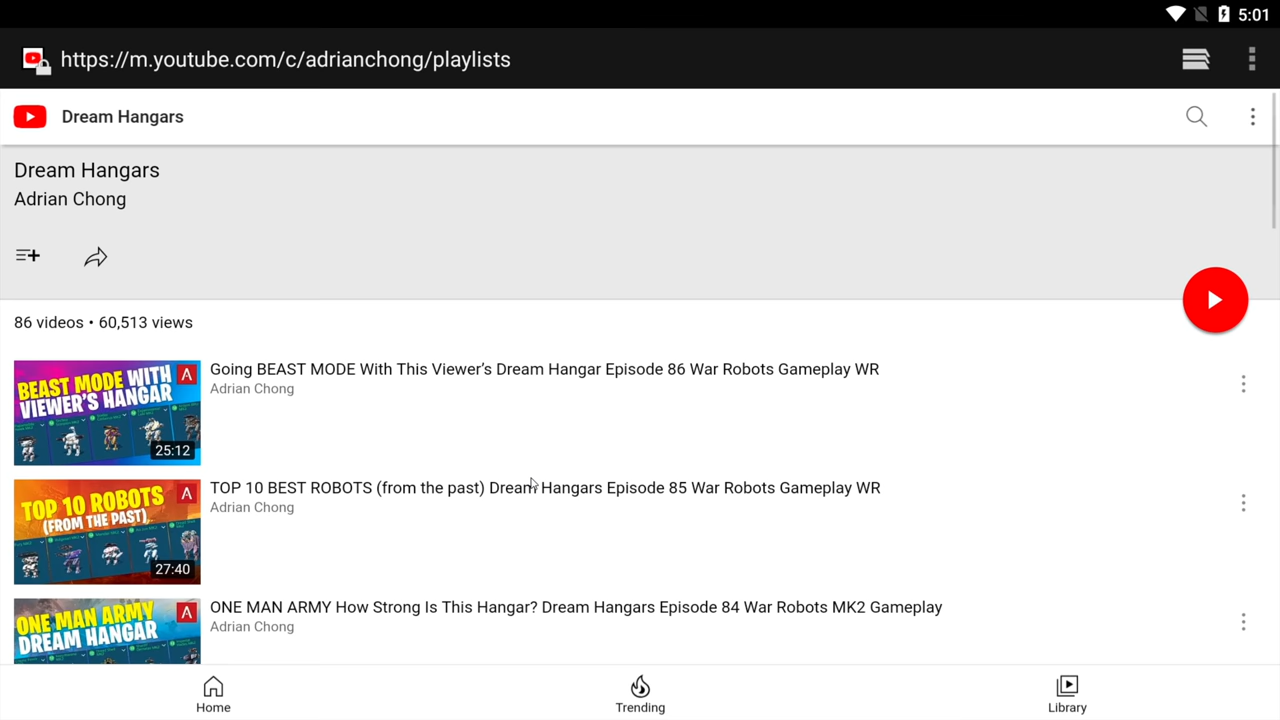 5:01
https://m.youtube.com/c/adrianchong/playlists
Dream Hangars
Dream Hangars
Adrian Chong
86 videos • 60,513 views
BEAST MODE WITH
VIEWER'S HANGAR
A
25:12
Going BEAST MODE With This Viewer’s Dream Hangar Episode 86 War Robots Gameplay WR
Adrian Chong
TOP 10 ROBOTS
(FROM THE PAST)
A
27:40
TOP 10 BEST ROBOTS (from the past) Dream Hangars Episode 85 War Robots Gameplay WR
Adrian Chong
ONE MAN ARMY
DREAM HANGAR
A
ONE MAN ARMY How Strong Is This Hangar? Dream Hangars Episode 84 War Robots MK2 Gameplay
Adrian Chong
Home
Trending
Library